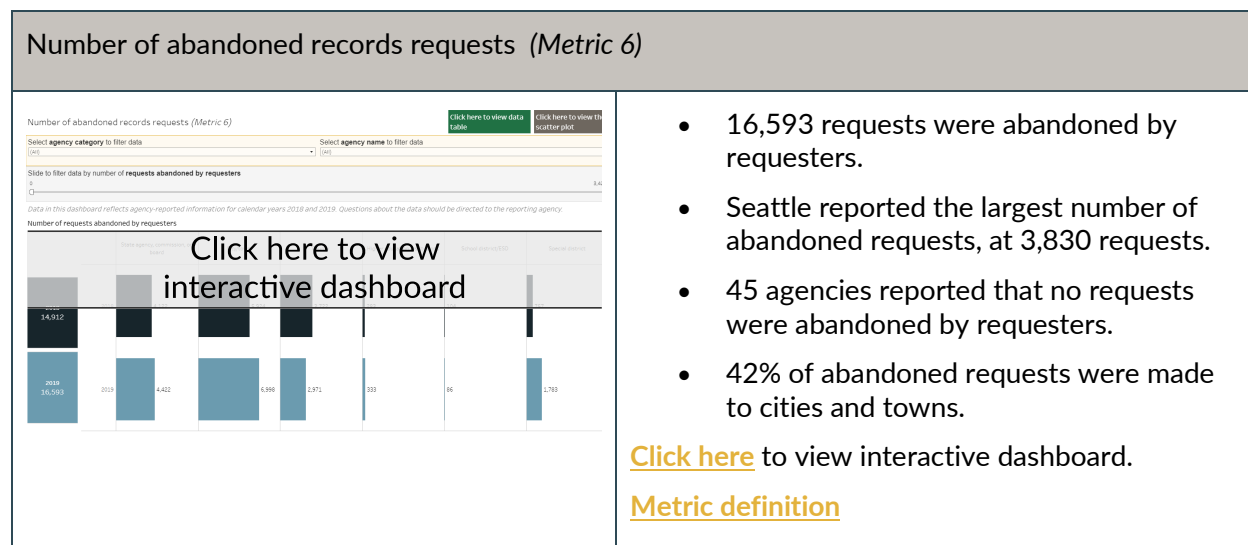 Number of abandoned records requests (Metric 6)
Number of abandoned records requests (Metric 6)
Click here to view data
table
Click here to view the
scatter plot
Select agency category to filter data
(All)
Select agency name to filter data
(All)
Slide to filter data by number of requests abandoned by requesters
0
Data in this dashboard reflects agency-reported information for calendar years 2018 and 2019. Questions about the data should be directed to the reporting agency.
Number of requests abandoned by requesters
Click here to view
interactive dashboard
14,912
2019
16,593
2019
4,422
6,998
2,971
333
86
1,783
• 16,593 requests were abandoned by
requesters.
• Seattle reported the largest number of
abandoned requests, at 3,830 requests.
• 45 agencies reported that no requests
were abandoned by requesters.
• 42% of abandoned requests were made
to cities and towns.
Click here to view interactive dashboard.
Metric definition